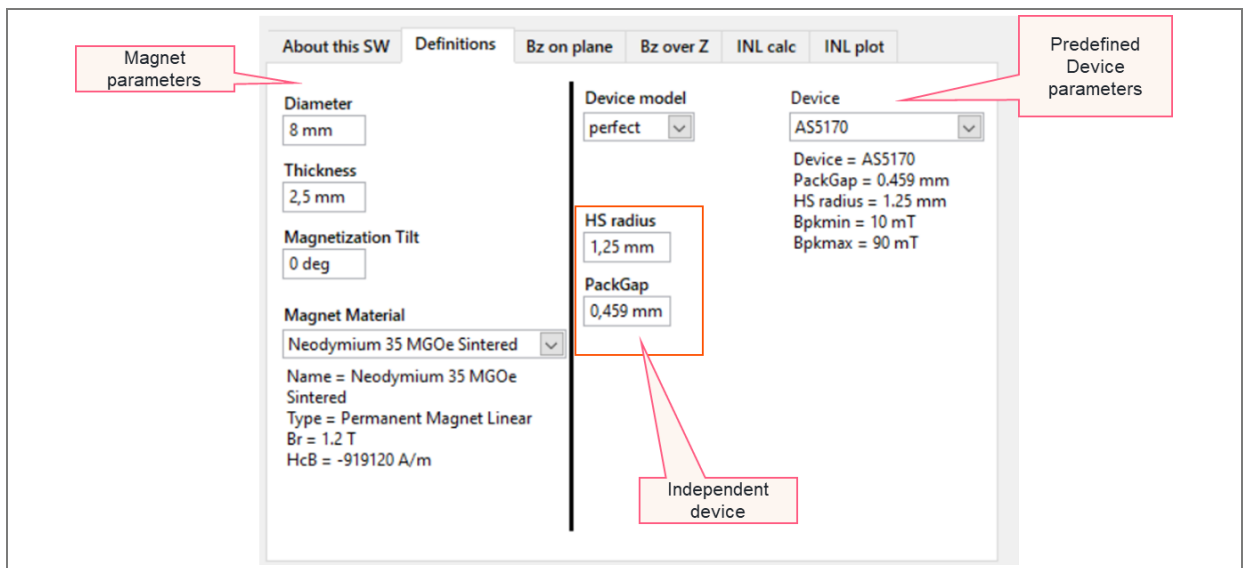 About this SW
Definitions
Bz on plane
Bz over Z
INL calc
INL plot
Magnet
parameters
Predefined
Device
parameters
Diameter
8 mm
Thickness
2,5 mm
Magnetization Tilt
0 deg
Magnet Material
Neodymium 35 MGOe Sintered
Name = Neodymium 35 MGOe
Sintered
Type = Permanent Magnet Linear
Br = 1.2 T
HcB = -919120 A/m
Device model
perfect
HS radius
1,25 mm
PackGap
0,459 mm
Independent
device
Device
AS5170
Device = AS5170
PackGap = 0.459 mm
HS radius = 1.25 mm
Bpkmin = 10 mT
Bpkmax = 90 mT